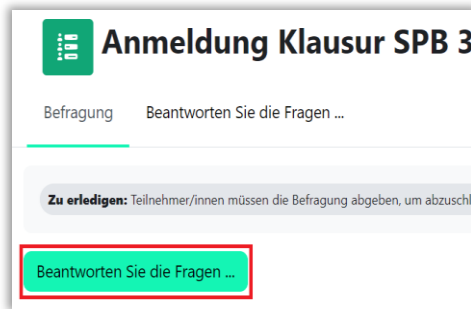 Anmeldung Klausur SPB 3
Befragung Beantworten Sie die Fragen ...
Zu erledigen: Teilnehmer/innen müssen die Befragung abgeben, um abzuschl
Beantworten Sie die Fragen ...